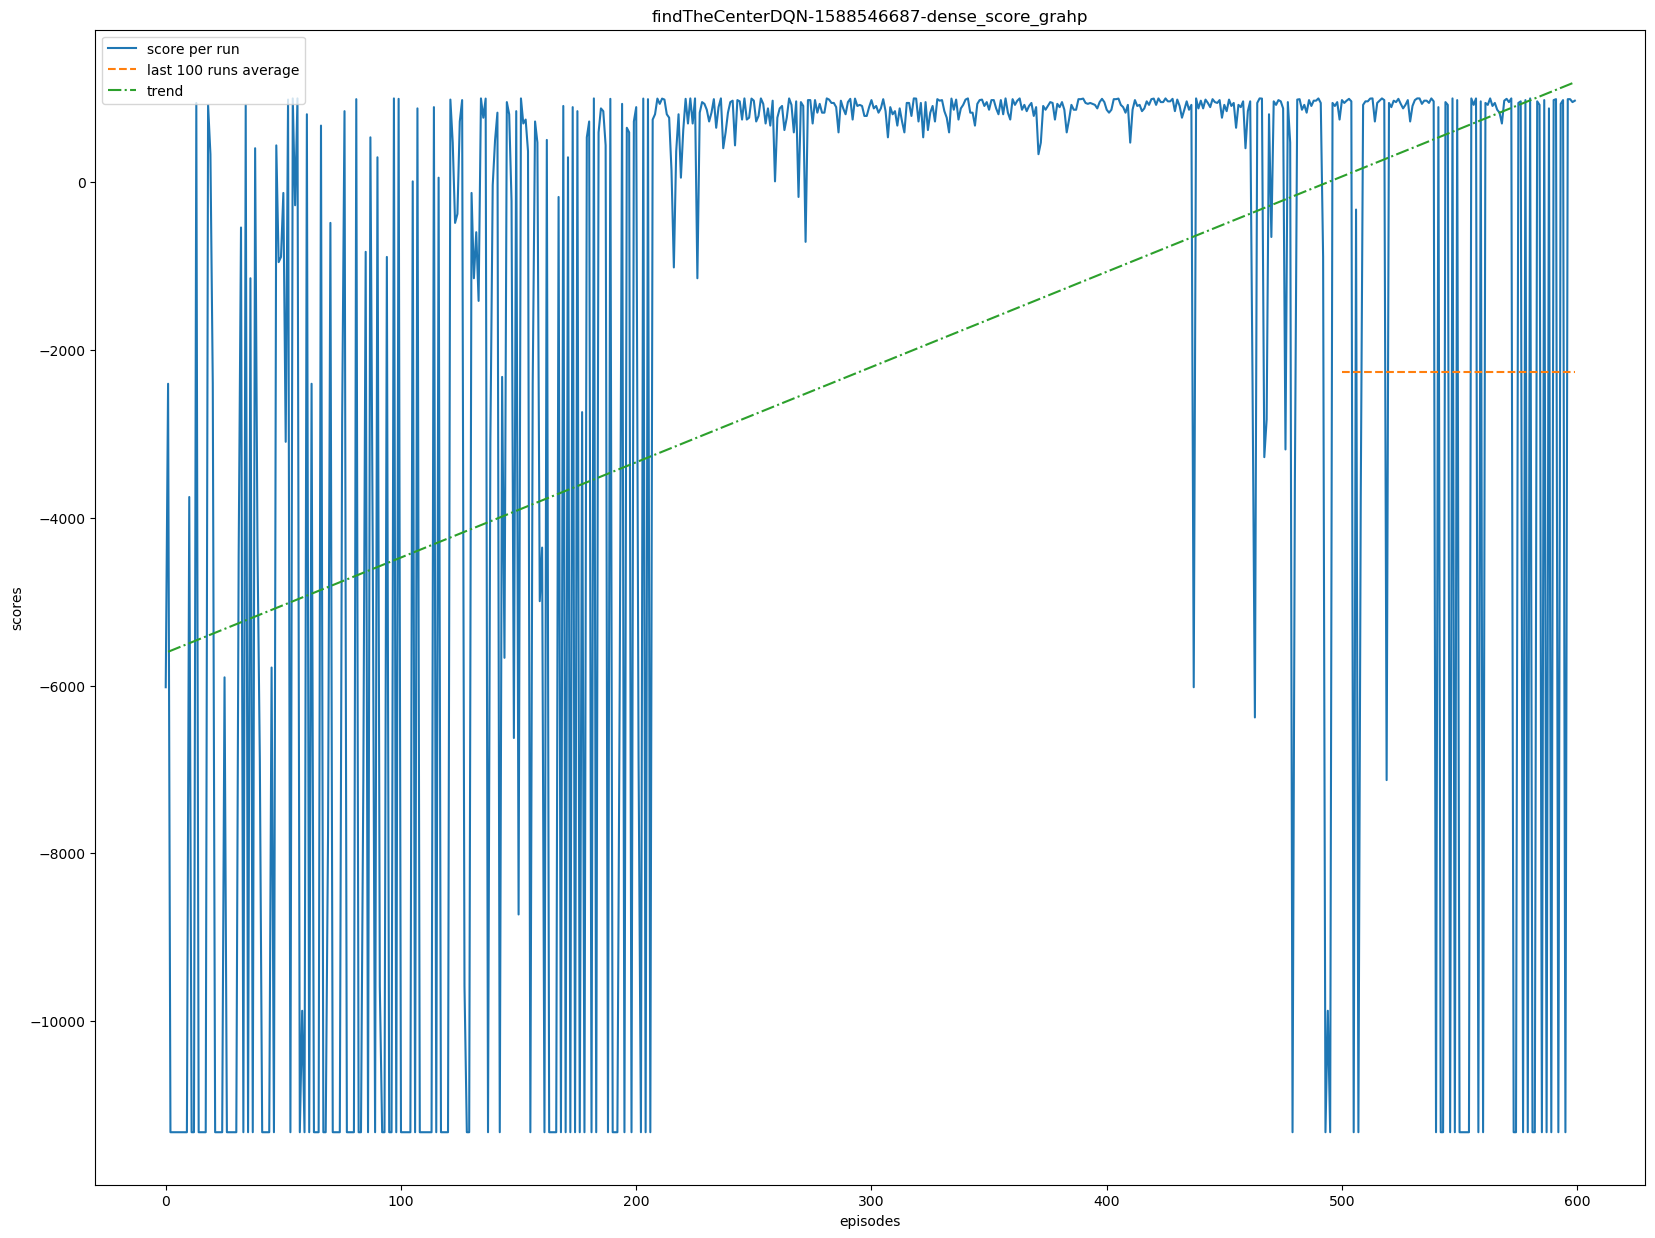 findTheCenterDQN-1588546687-dense_score_grahp
score per run
last 100 runs average
trend
0
−2000
−4000
−6000
−8000
−10000
scores
0 100 200 300 400 500 600
episodes